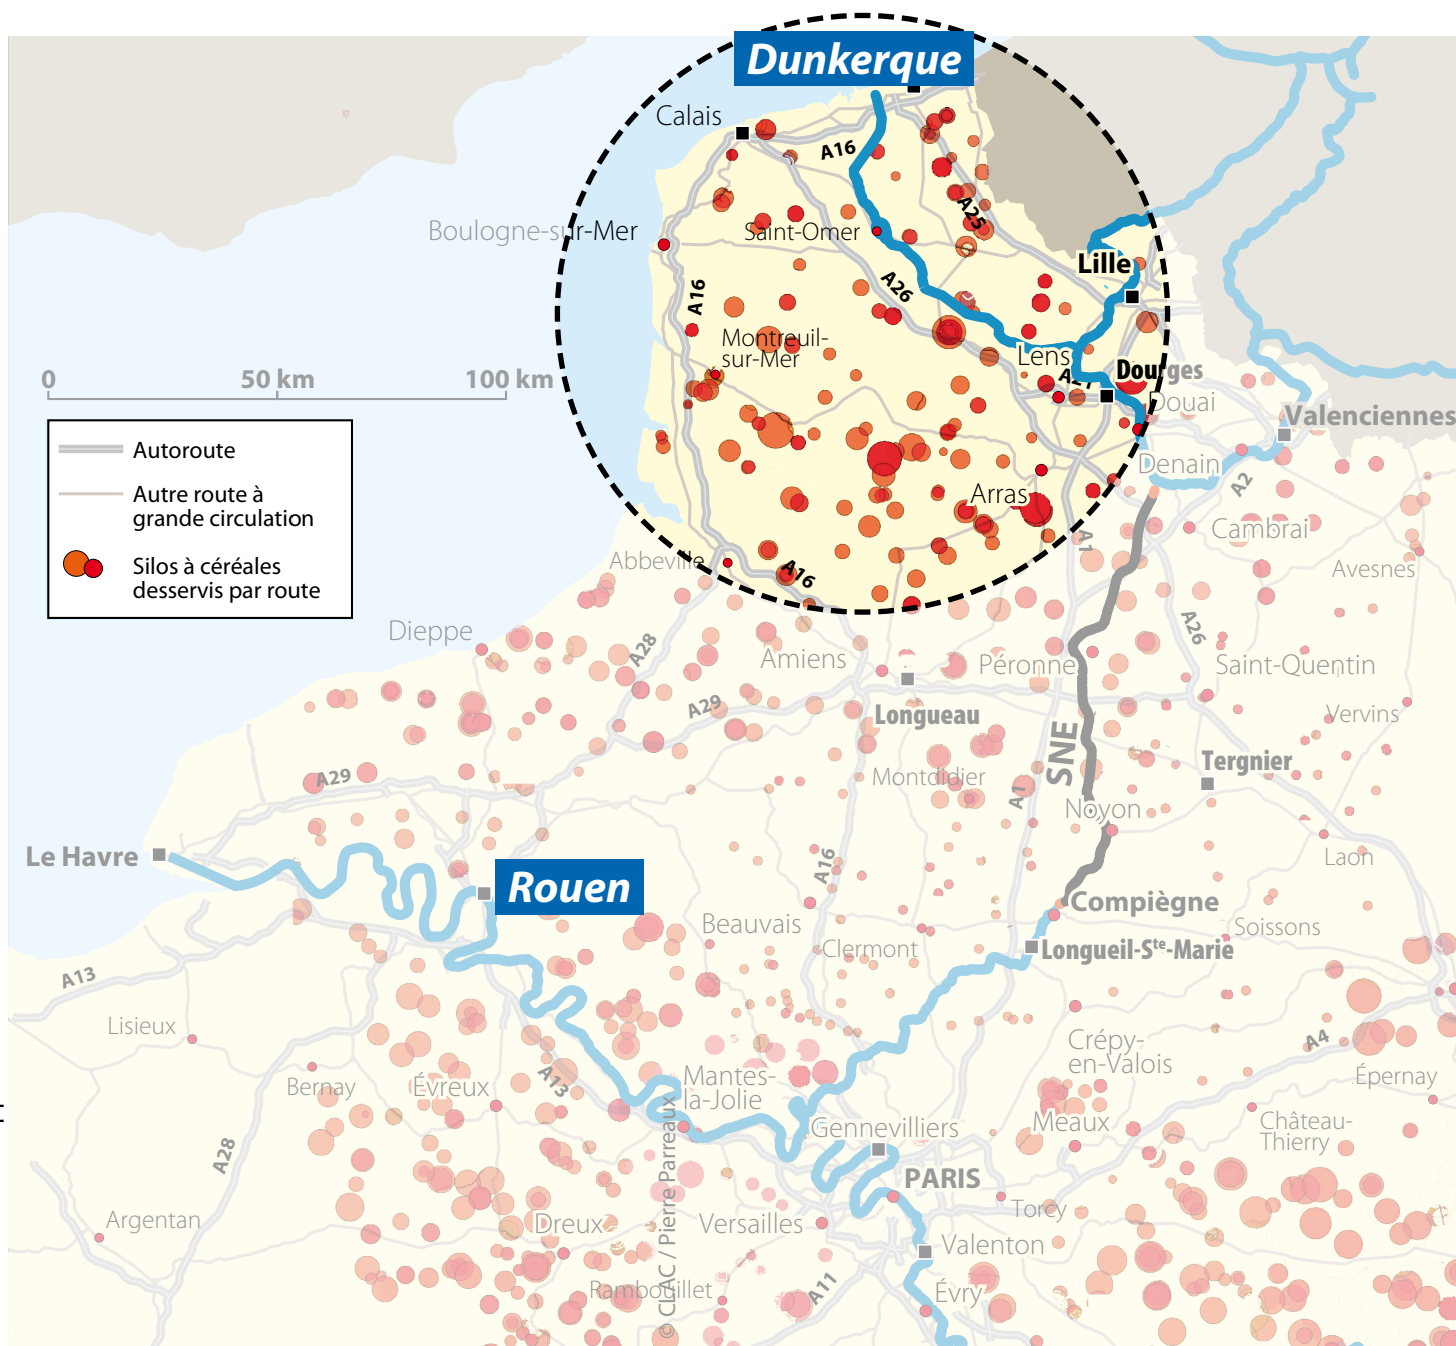 Dunkerque
Calais
A16
A25
Boulogne-sur-Mer
Saint-Omer
Lille
A26
A16
Montreuil-
sur-Mer
Lens
Dourges
A21
Douai
0
50 km
100 km
Valenciennes
Autoroute
Autre route à
grande circulation
Silos à céréales
desservis par route
Denain
A2
Arras
Cambrai
A1
Abbeville
A16
Avesnes
Dieppe
A28
A26
Amiens
Péronne
Saint-Quentin
A29
Longueau
Vervins
SNE
Tergnier
A29
Montdidier
A1
Noyon
Le Havre
A16
Laon
Rouen
Compiègne
Beauvais
Soissons
Clermont
Longueil-Ste-Marie
A13
Lisieux
Crépy-
en-Valois
A4
Bernay
Évreux
A13
Mantes-
la-Jolie
Épernay
Gennevilliers
Meaux
Château-
Thierry
A28
PARIS
Argentan
Dreux
Versailles
Torcy
Valenton
Rambouillet
A11
Évry
© CLAC / Pierre Parreaux